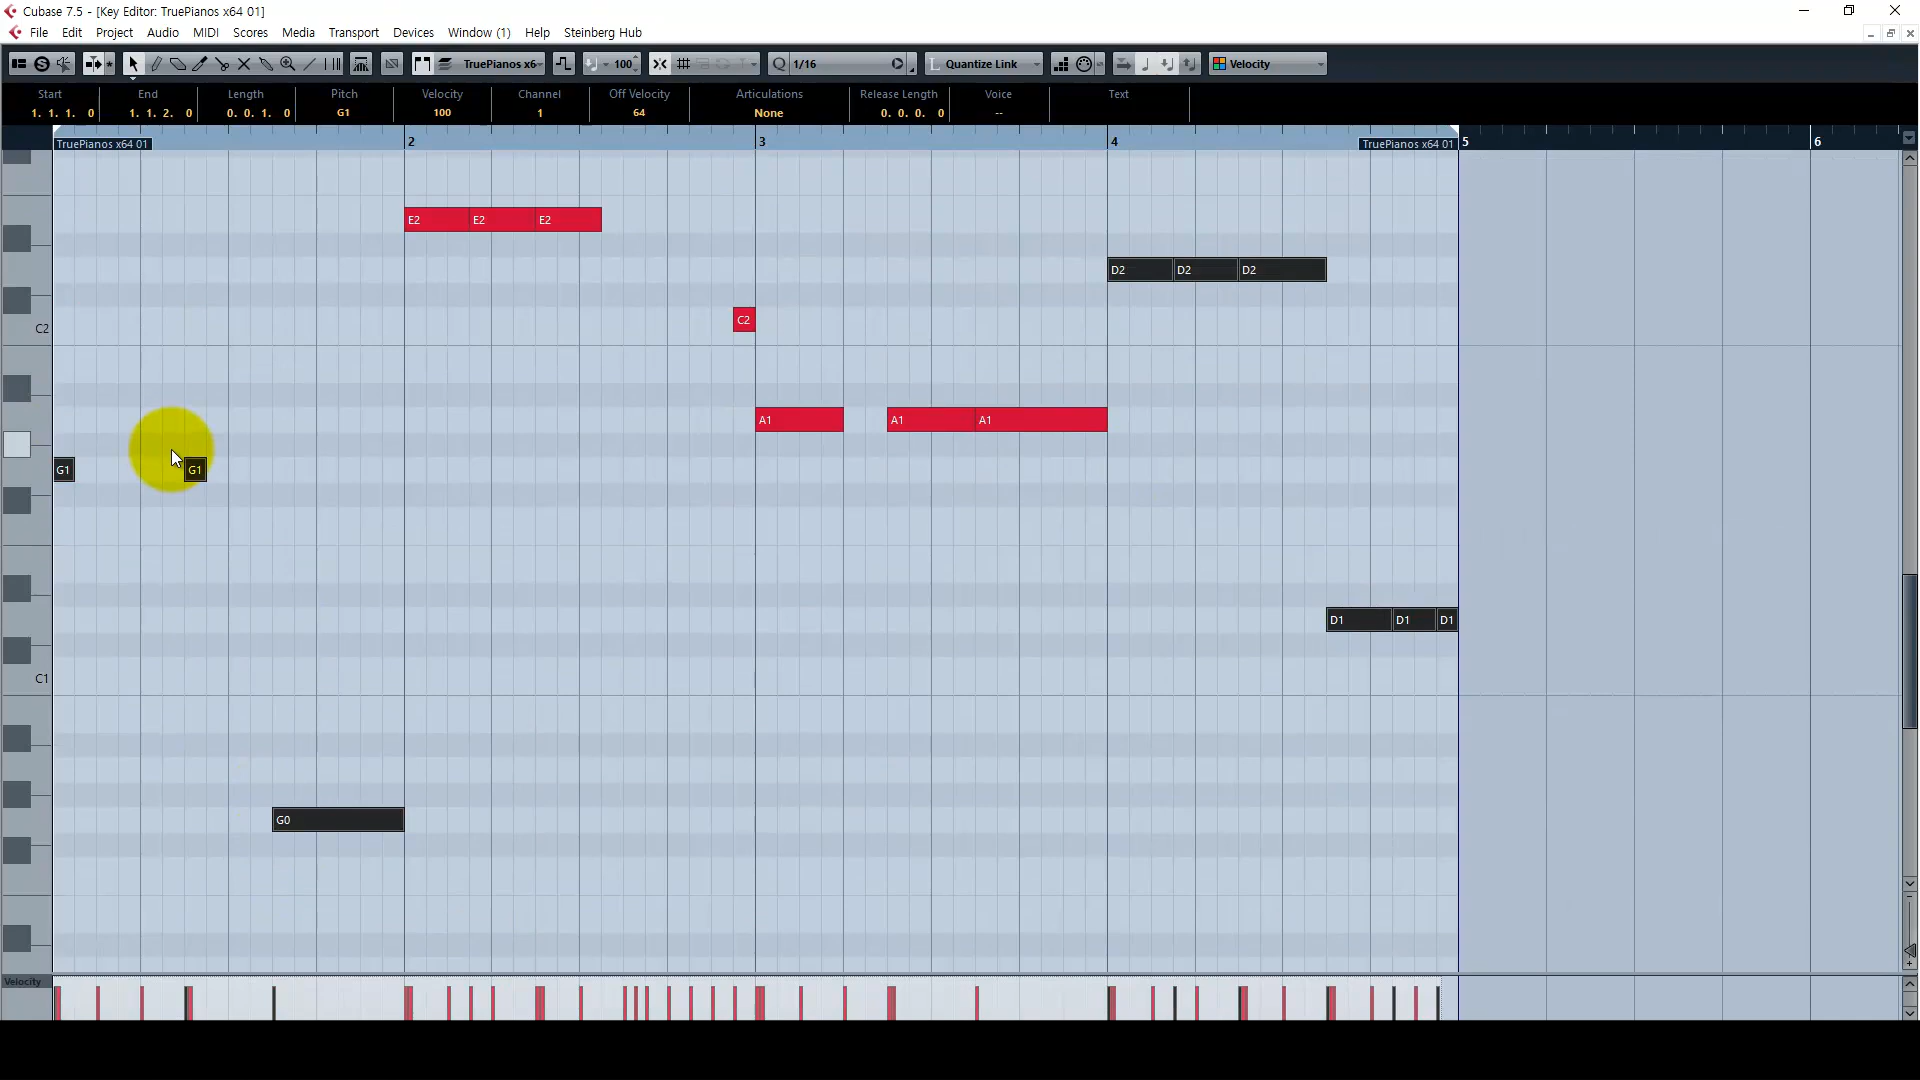 Cubase 7.5 - [Key Editor: TruePianos x64 01]
File Edit Project Audio MIDI Scores Media Transport Devices Window (1) Help Steinberg Hub
TruePianos x6 100 Q 1/16 L Quantize Link Velocity
Start End Length Pitch Velocity Channel Off Velocity Articulations Release Length Voice Text
1. 1. 1. 0 1. 1. 2. 0 0. 0. 1. 0 G1 100 1 64 None 0. 0. 0. 0 --
TruePianos x64 01 2 3 4 TruePianos x64 01 5 6
E2 E2 E2
D2 D2 D2
C2 C2
A1 A1 A1
G1 G1
D1 D1 D1
C1
G0
Velocity